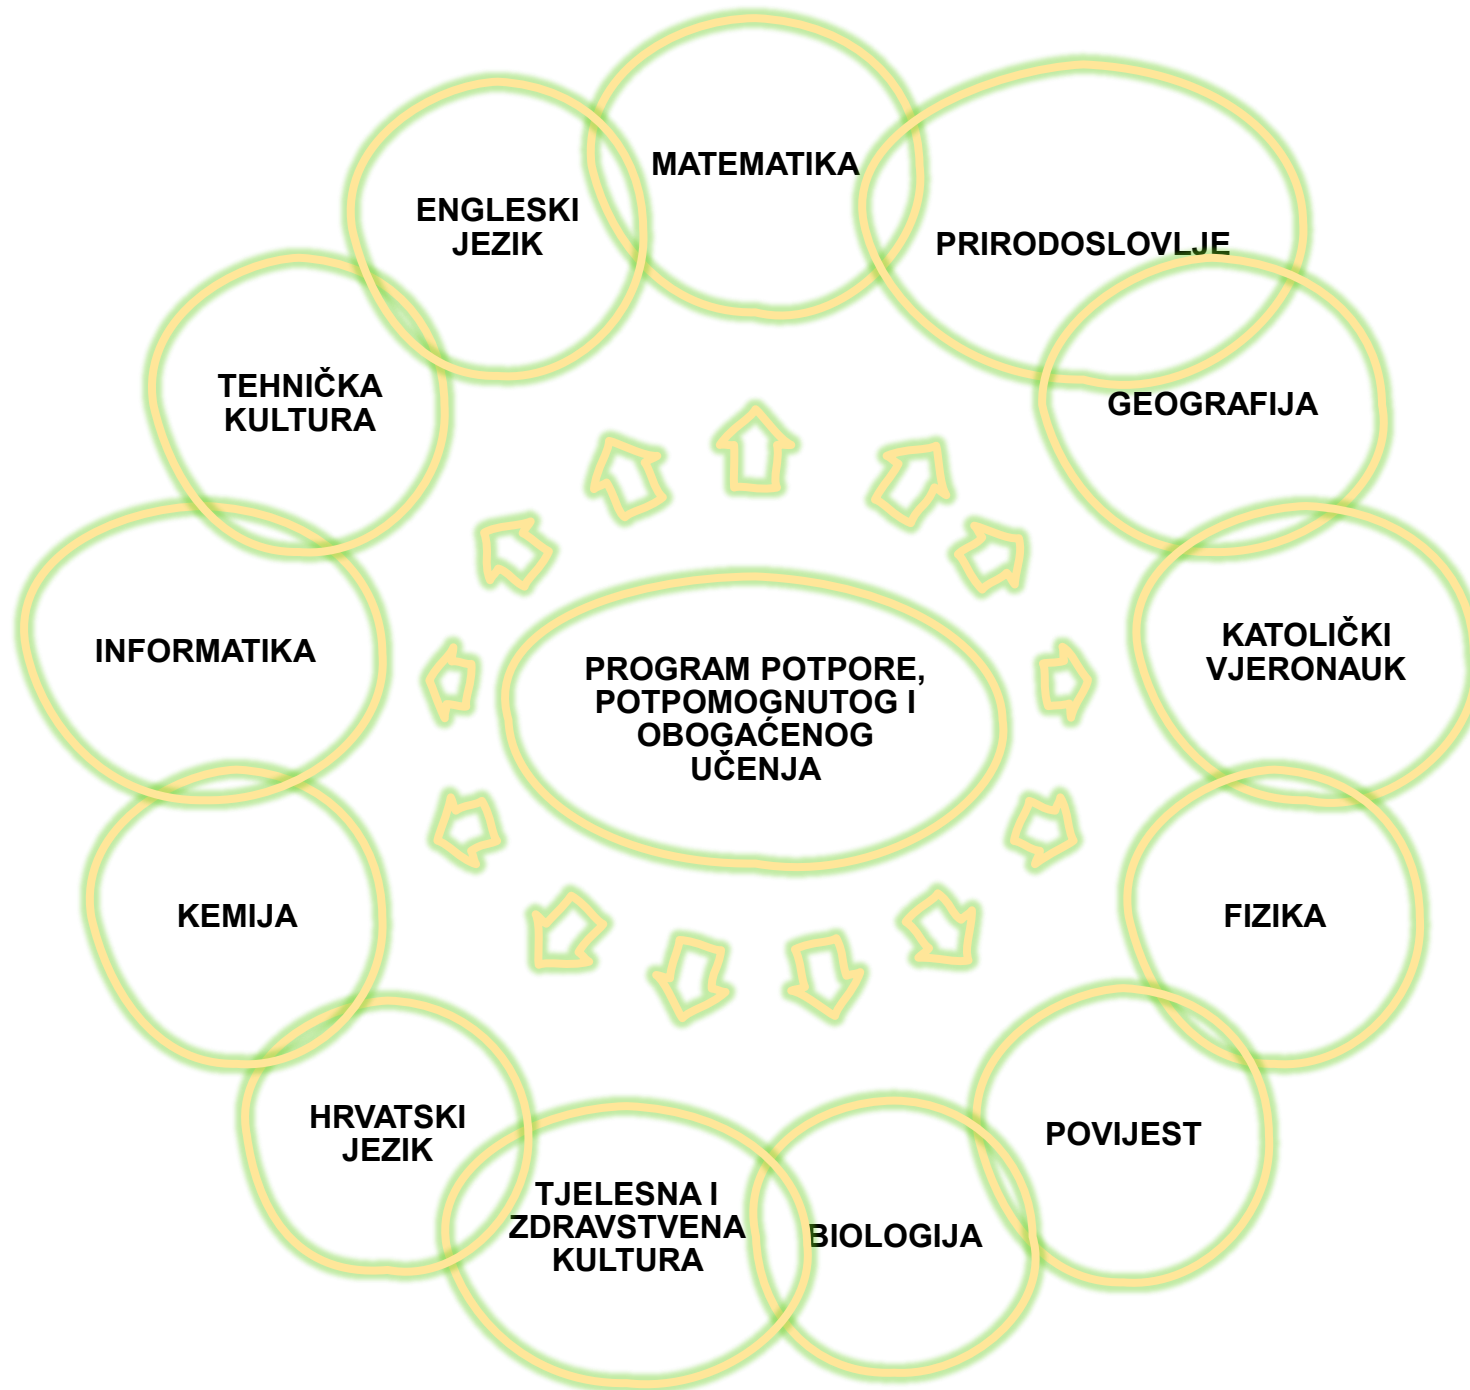 MATEMATIKA
PRIRODOSLOVLJE
GEOGRAFIJA
KATOLIČKI
VJERONAUK
FIZIKA
POVIJEST
BIOLOGIJA
TJELESNA I
ZDRAVSTVENA
KULTURA
HRVATSKI
JEZIK
KEMIJA
INFORMATIKA
TEHNIČKA
KULTURA
ENGLESKI
JEZIK
PROGRAM POTPORE,
POTPOMOGNUTOG I
OBOGAĆENOG
UČENJA